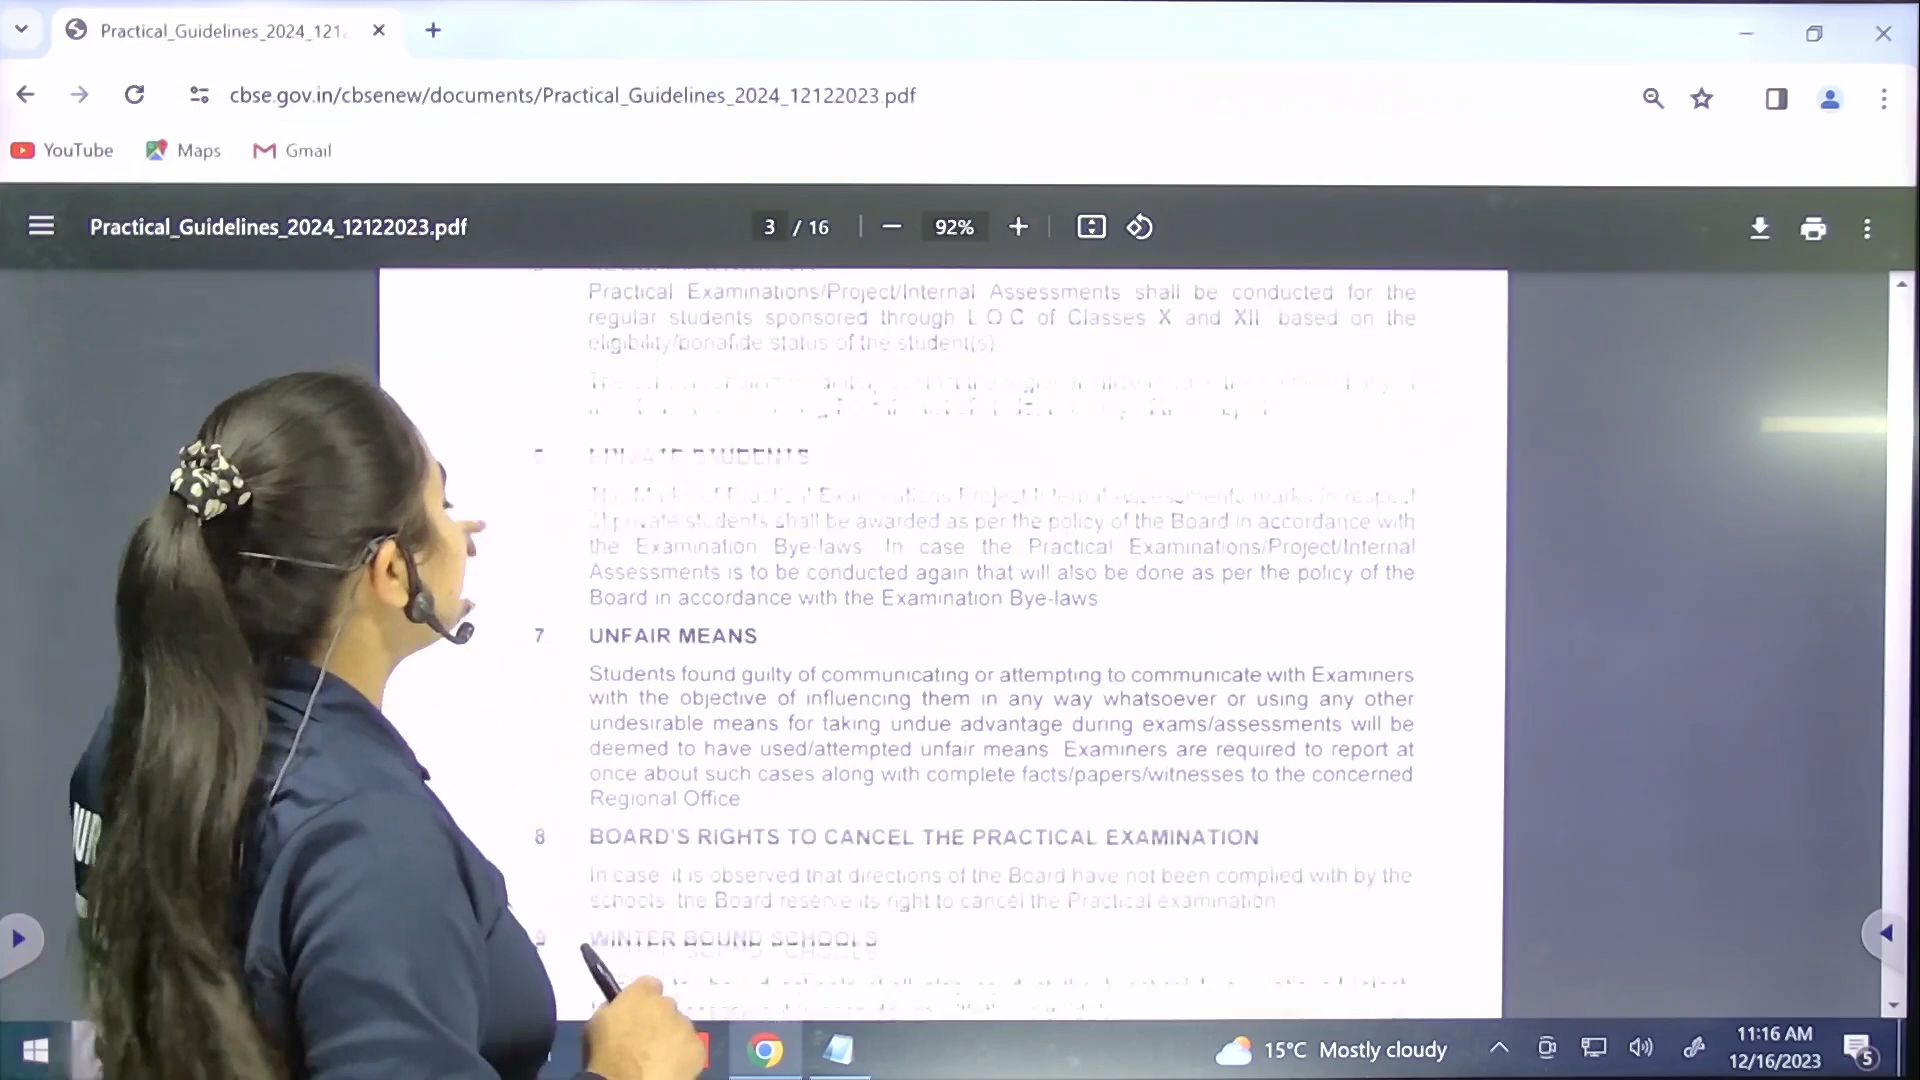 Practical_Guidelines_2024_121
cbse.gov.in/cbsenew/documents/Practical_Guidelines_2024_12122023.pdf
YouTube Maps Gmail
Practical_Guidelines_2024_12122023.pdf 3 / 16 92%
Practical Examinations/Project/Internal Assessments shall be conducted for the
regular students sponsored through L O C of Classes X and XII based on the
eligibility/bonafide status of the student(s)
PRIVATE STUDENTS
of private students shall be awarded as per the policy of the Board in accordance with
the Examination Bye-laws In case the Practical Examinations/Project/Internal
Assessments is to be conducted again that will also be done as per the policy of the
Board in accordance with the Examination Bye-laws
7 UNFAIR MEANS
Students found guilty of communicating or attempting to communicate with Examiners
with the objective of influencing them in any way whatsoever or using any other
undesirable means for taking undue advantage during exams/assessments will be
deemed to have used/attempted unfair means Examiners are required to report at
once about such cases along with complete facts/papers/witnesses to the concerned
Regional Office
8 BOARD'S RIGHTS TO CANCEL THE PRACTICAL EXAMINATION
In case it is observed that directions of the Board have not been complied with by the
schools the Board reserve its right to cancel the Practical examination
9 WINTER BOUND SCHOOLS
15°C Mostly cloudy
11:16 AM
12/16/2023
5